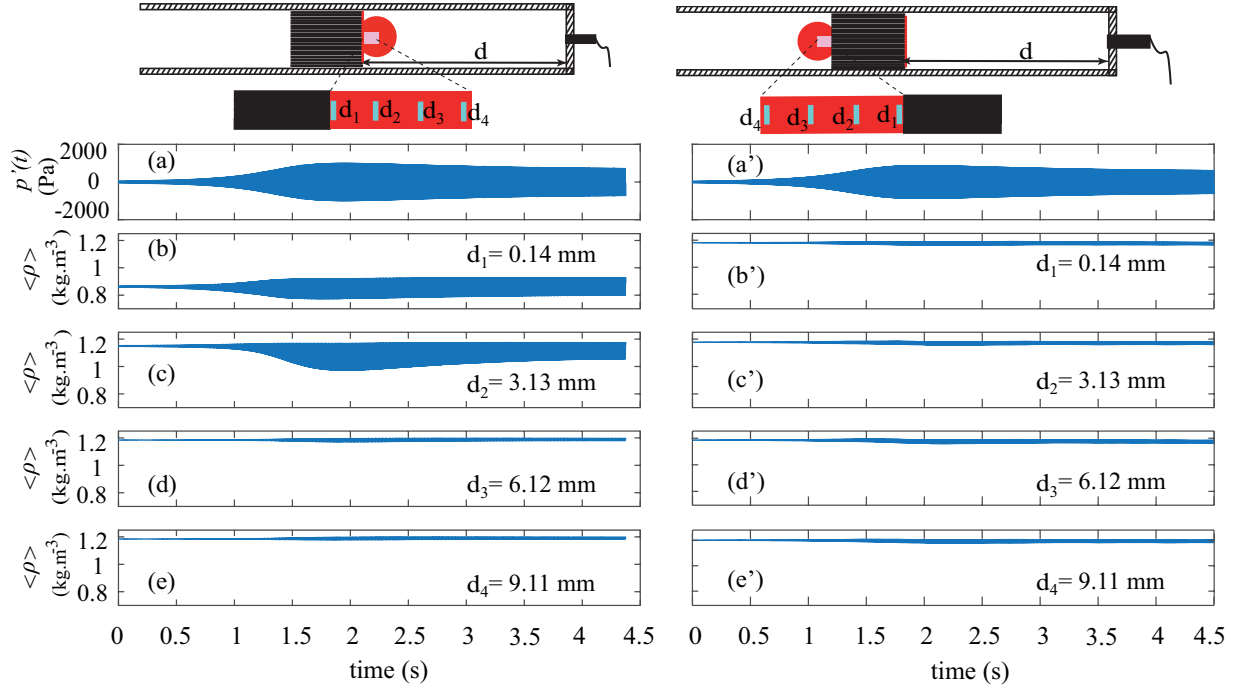 d
d
d₁ d₂ d₃ d₄
d₄ d₃ d₂ d₁
p'(t)
(Pa)
2000
0
-2000
(a)
(a')
<ρ>
(kg.m⁻³)
1.2
1
0.8
(b)
d₁ = 0.14 mm
(b')
d₁ = 0.14 mm
<ρ>
(kg.m⁻³)
1.2
1
0.8
(c)
d₂ = 3.13 mm
(c')
d₂ = 3.13 mm
<ρ>
(kg.m⁻³)
1.2
1
0.8
(d)
d₃= 6.12 mm
(d')
d₃= 6.12 mm
<ρ>
(kg.m⁻³)
1.2
1
0.8
(e)
d₄= 9.11 mm
(e')
d₄= 9.11 mm
0 0.5 1 1.5 2 2.5 3 3.5 4 4.5
0 0.5 1 1.5 2 2.5 3 3.5 4 4.5
time (s)
time (s)